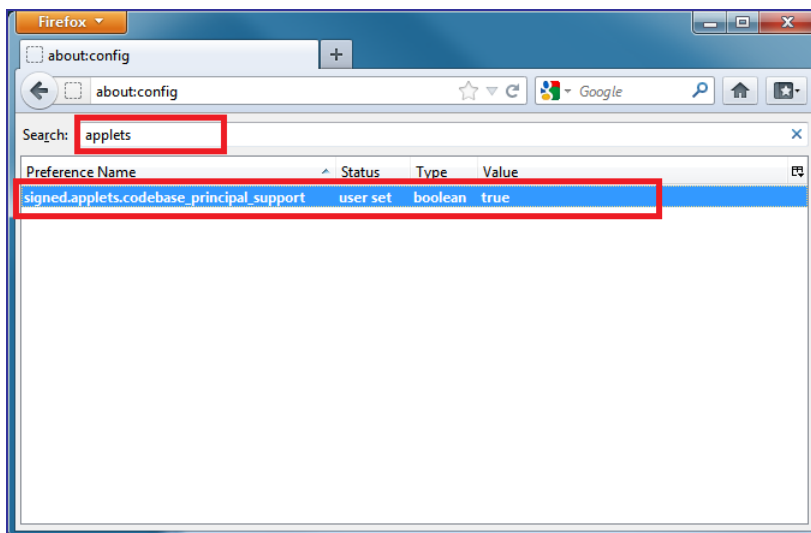 Firefox
about:config
about:config Google
Search: applets
Preference Name Status Type Value
signed.applets.codebase_principal_support user set boolean true